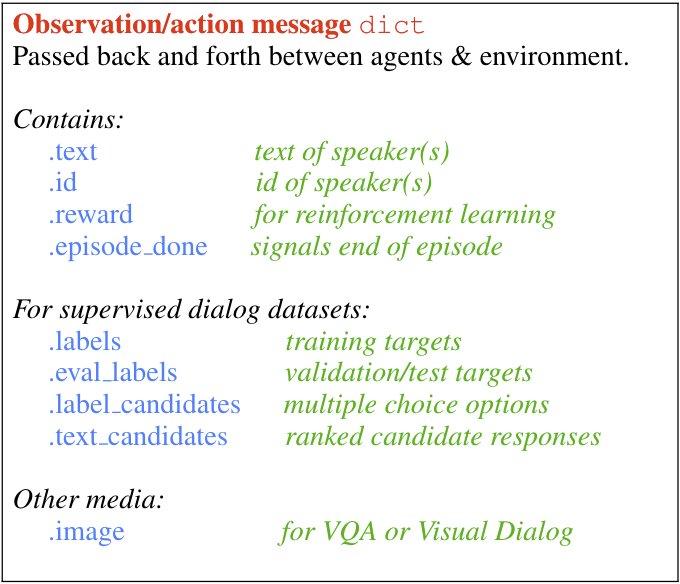 Observation/action message dict
Passed back and forth between agents & environment.
Contains:
.text text of speaker(s)
.id id of speaker(s)
.reward for reinforcement learning
.episode_done signals end of episode
For supervised dialog datasets:
.labels training targets
.eval_labels validation/test targets
.label_candidates multiple choice options
.text_candidates ranked candidate responses
Other media:
.image for VQA or Visual Dialog